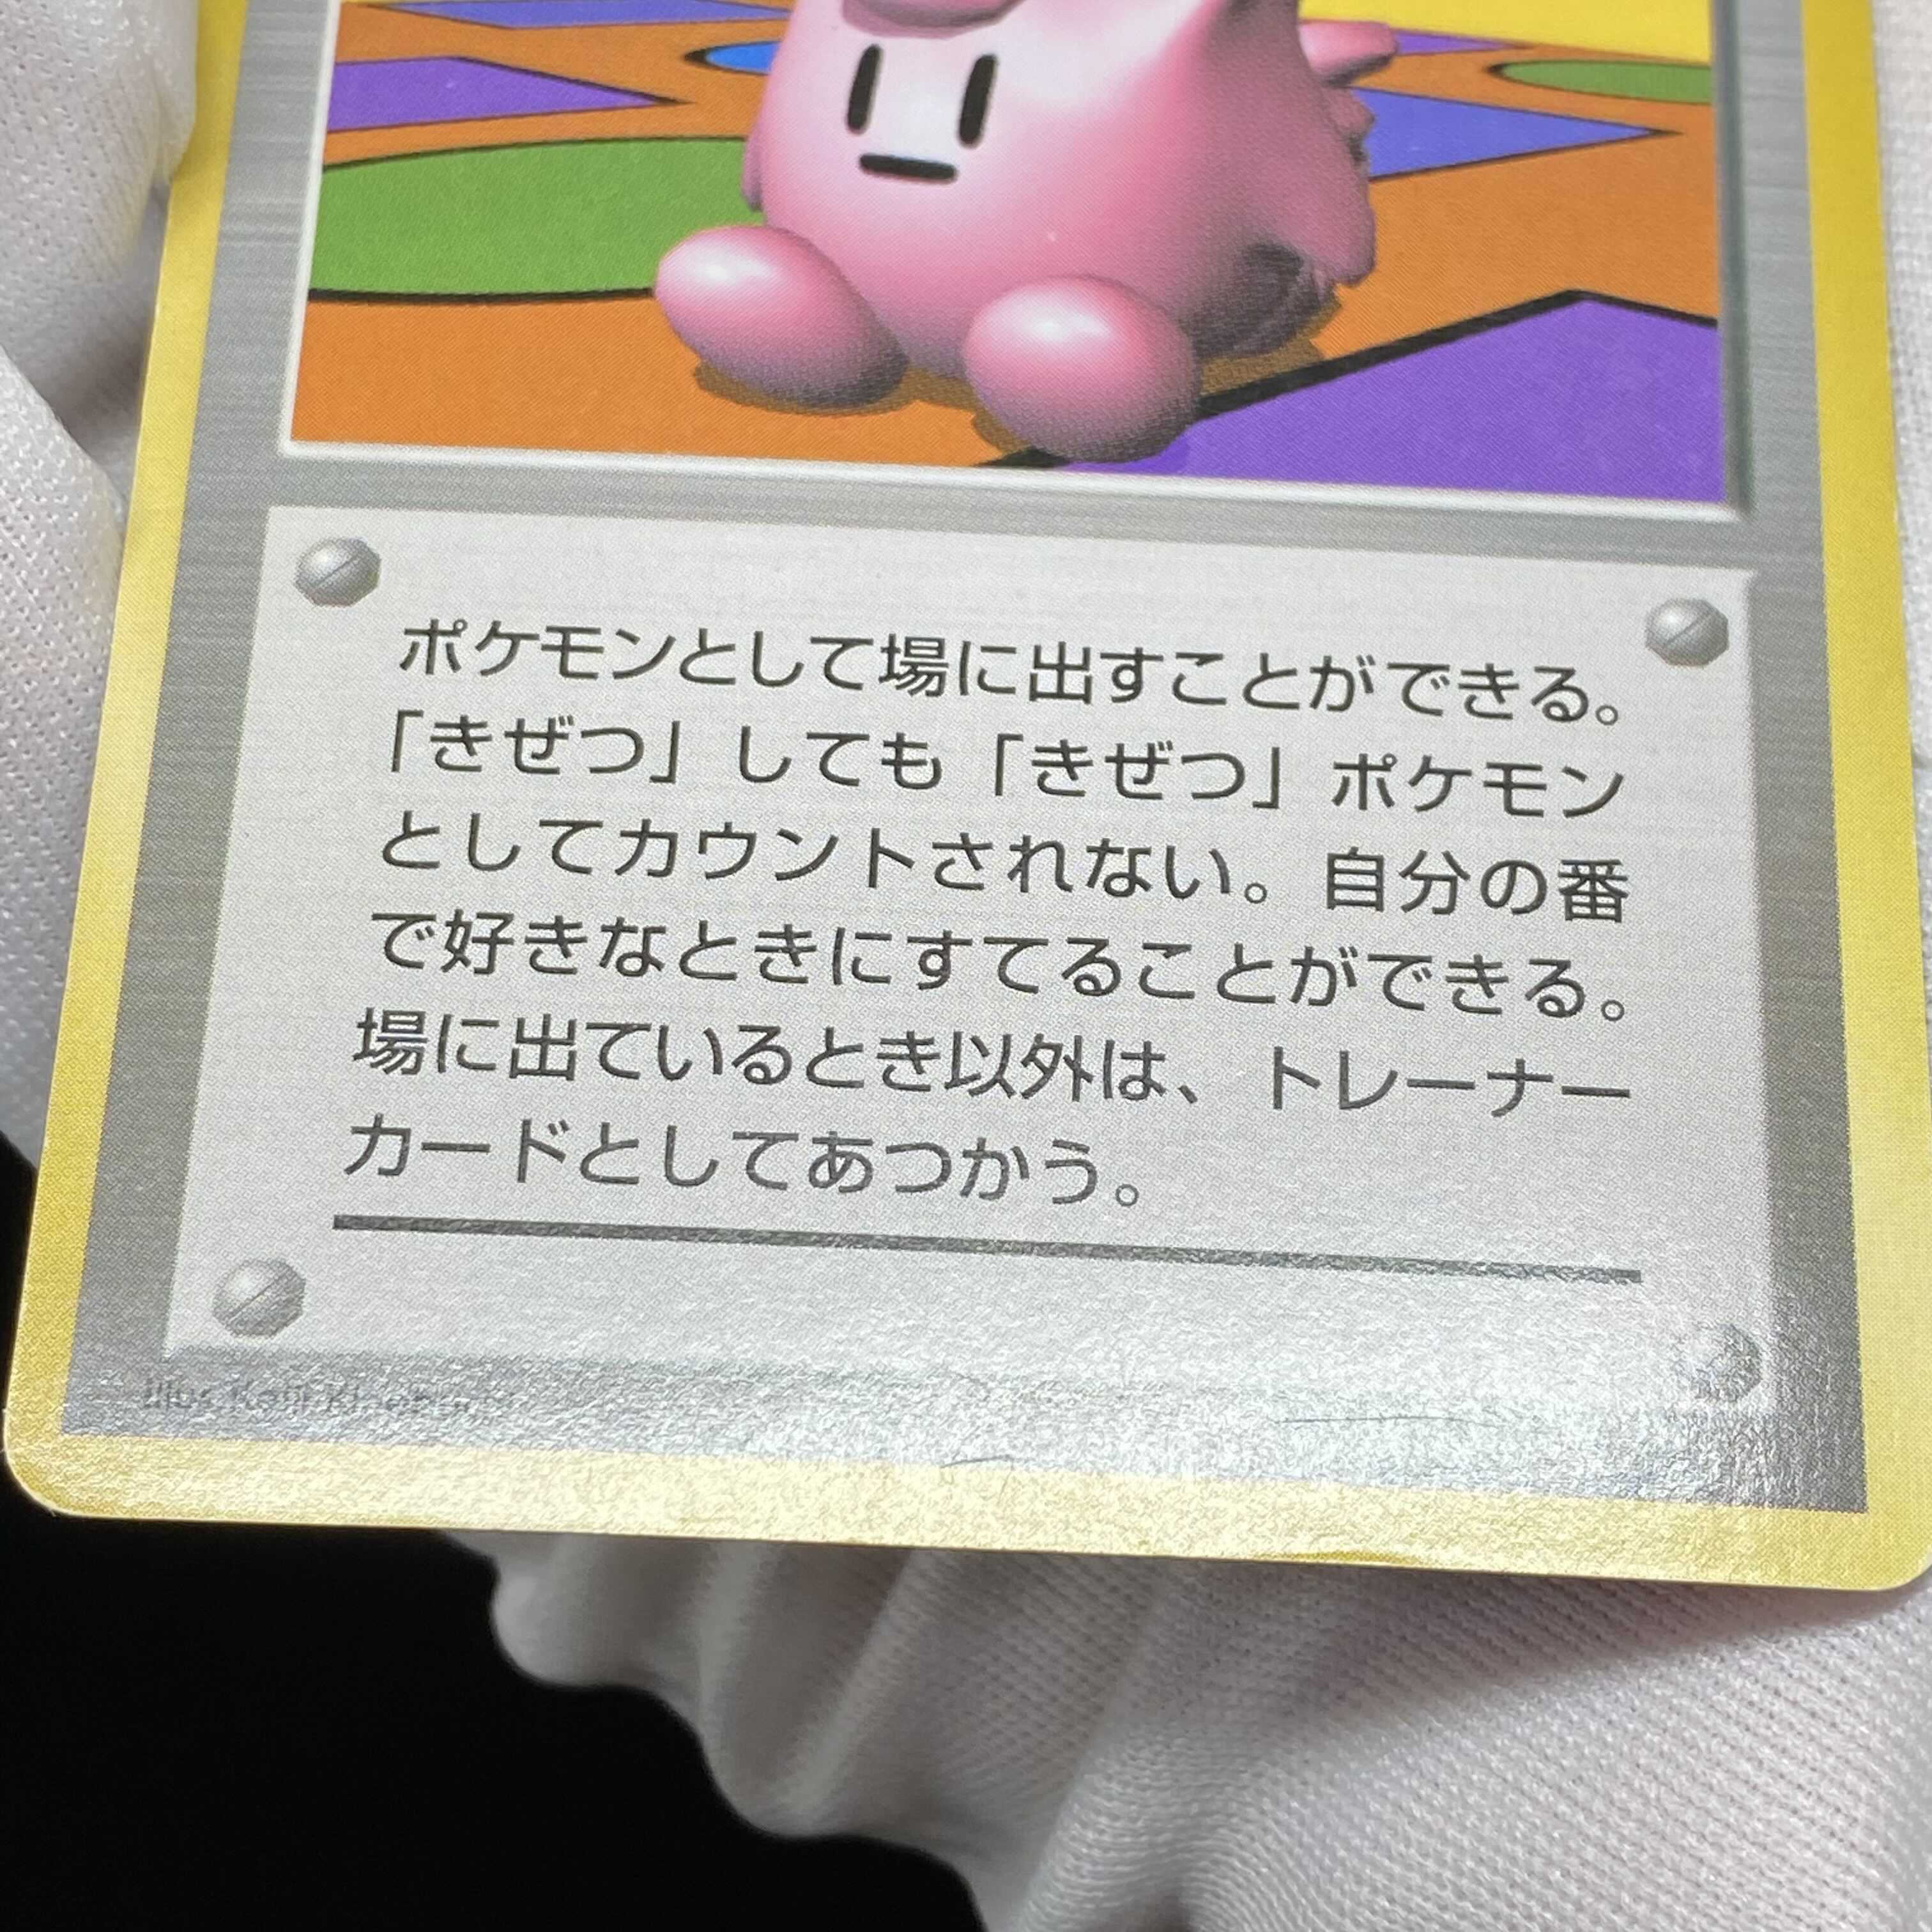 ポケモンとして場に出すことができる。
「きぜつ」しても「きぜつ」ポケモン
としてカウントされない。自分の番
で好きなときにすてることができる。
場に出ているとき以外は、トレーナー
カードとしてあつかう。
Illus. Keiji